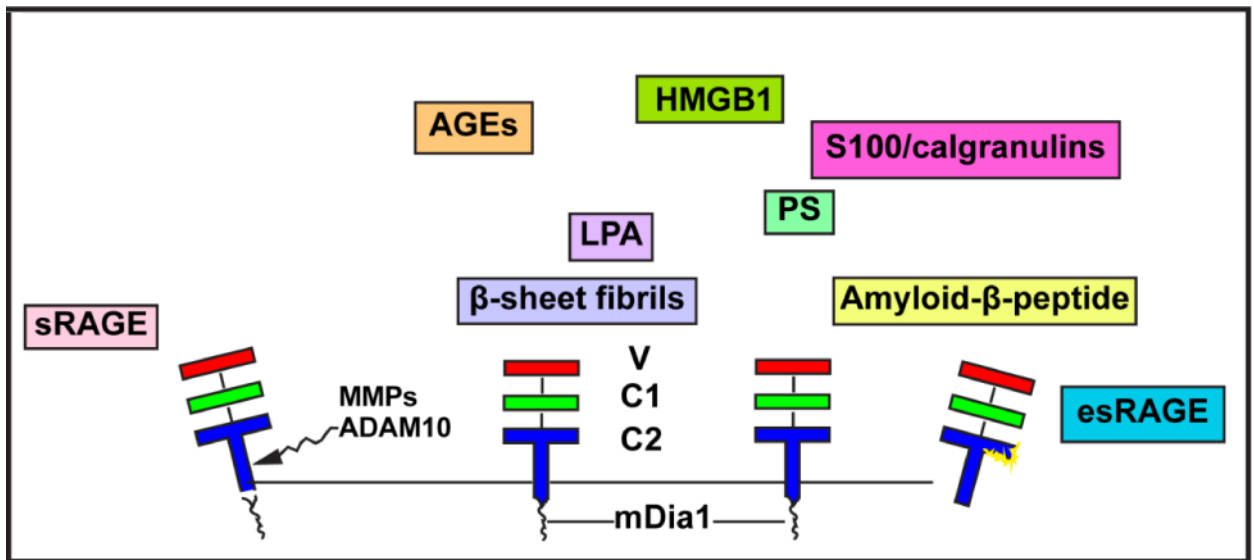 HMGB1
AGEs
S100/calgranulins
PS
LPA
β-sheet fibrils
Amyloid-β-peptide
sRAGE
V
MMPs
C1
ADAM10
C2
esRAGE
mDia1